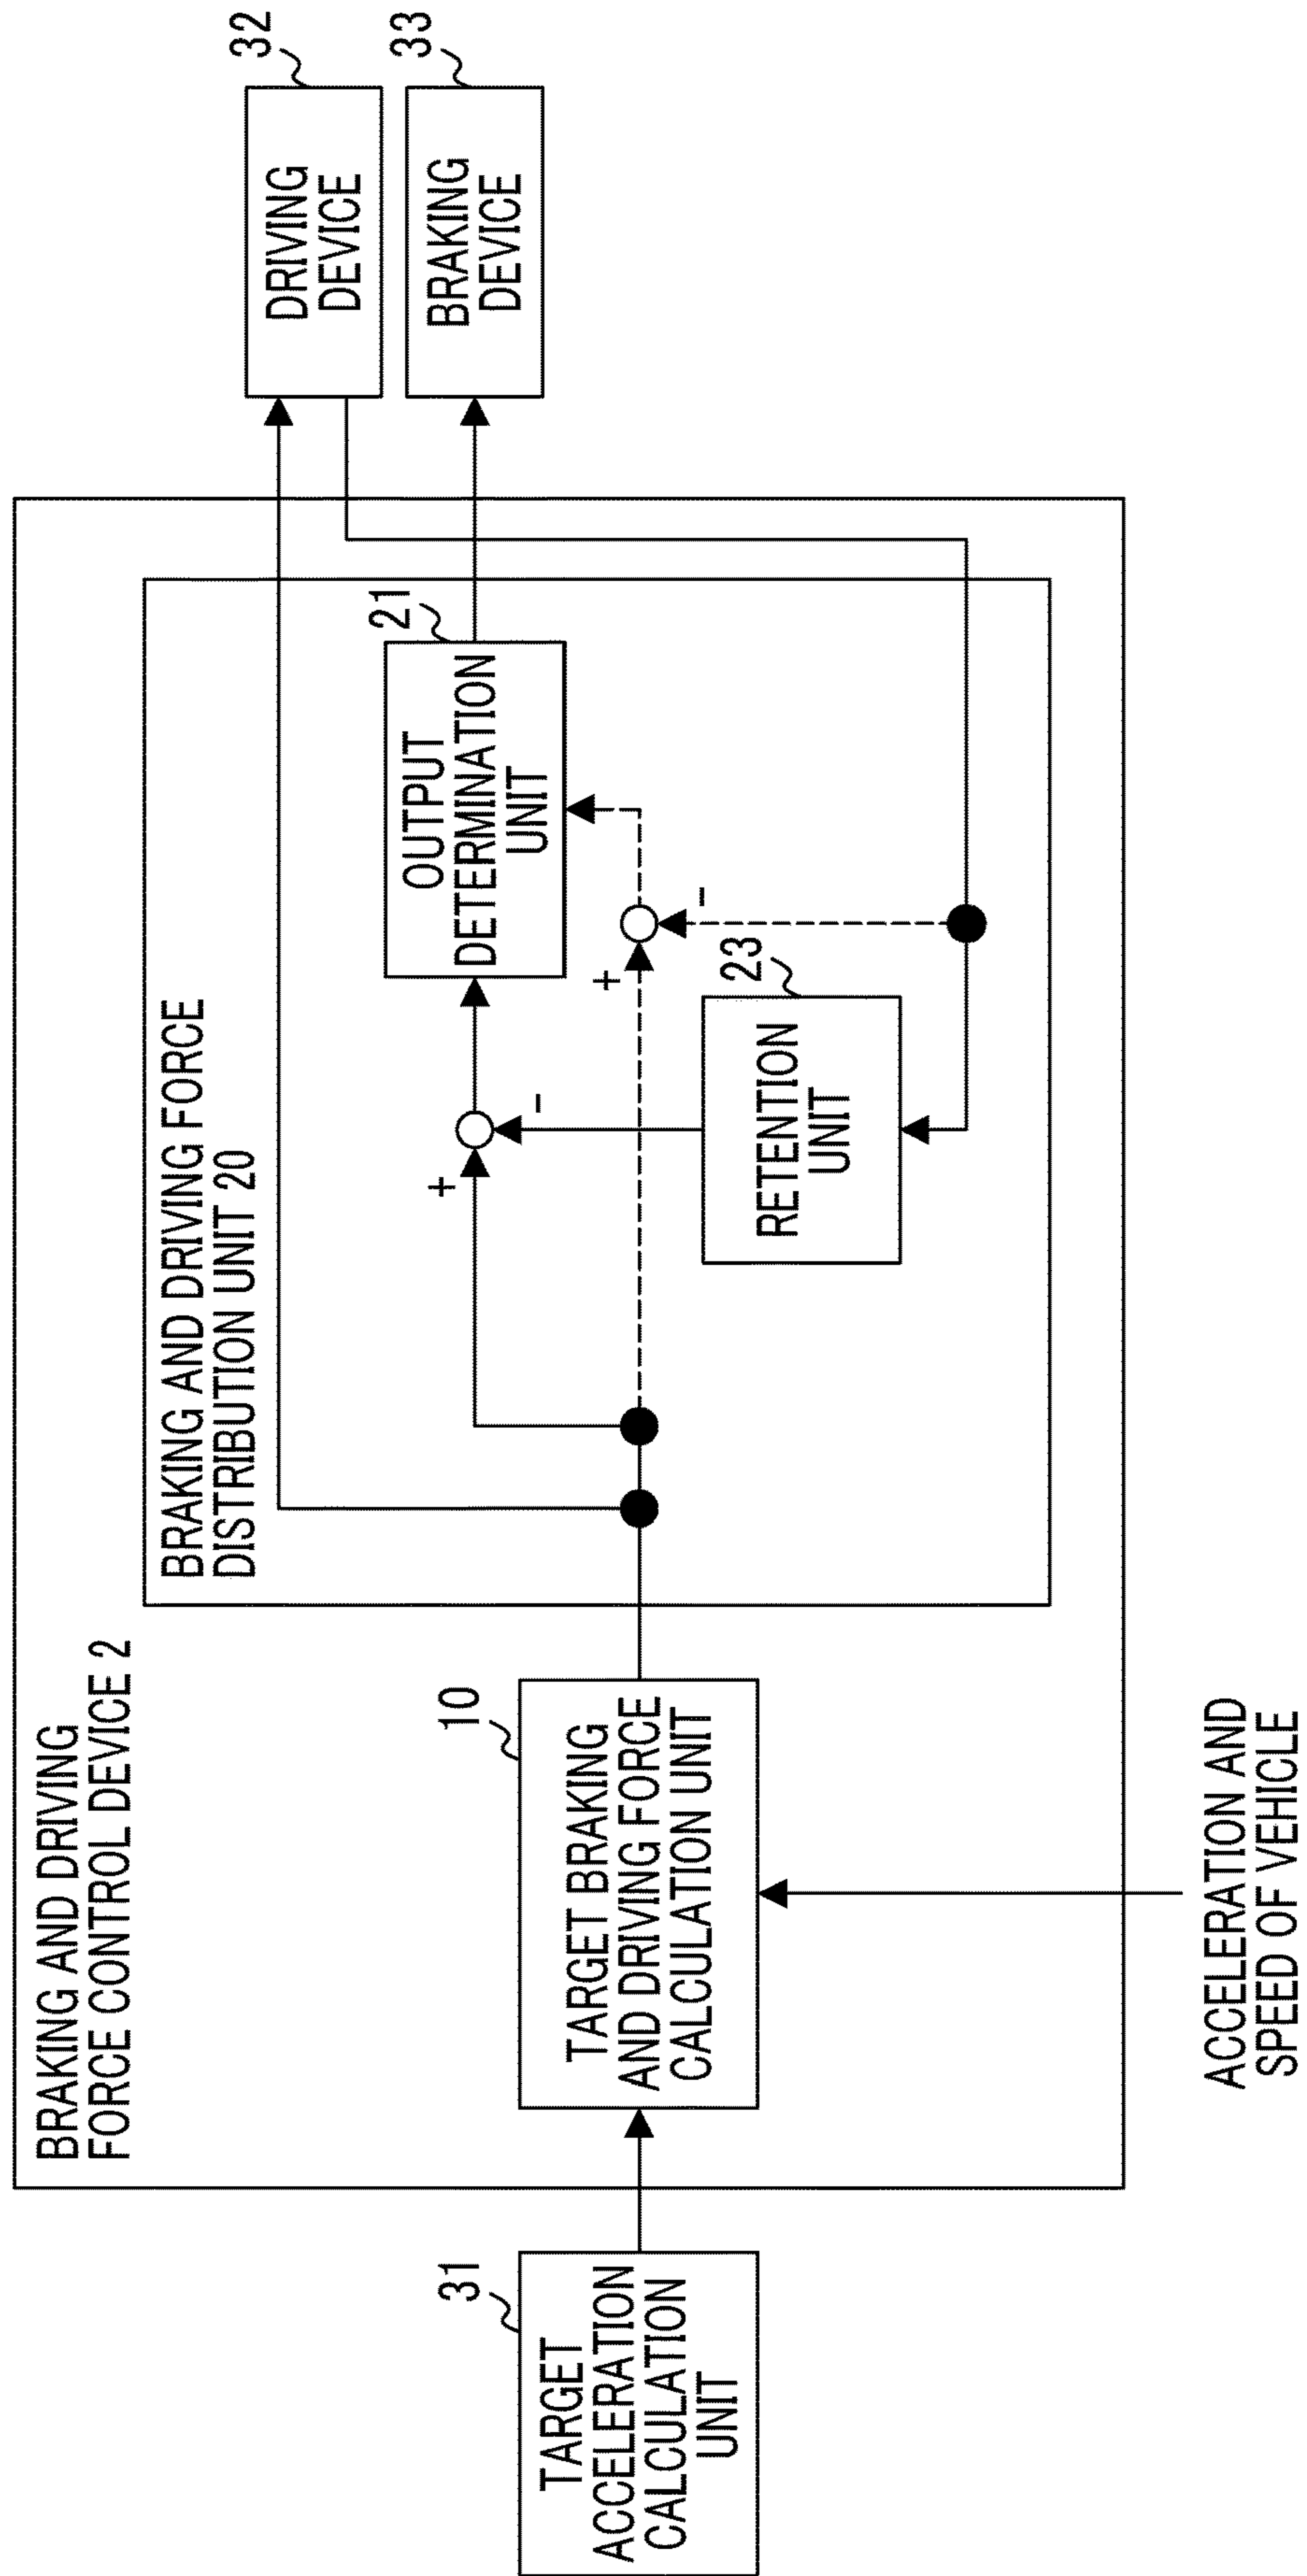 BRAKING AND DRIVING
FORCE CONTROL DEVICE 2
BRAKING AND DRIVING FORCE
DISTRIBUTION UNIT 20
32
DRIVING
DEVICE
33
BRAKING
DEVICE
21
OUTPUT
DETERMINATION
UNIT
+
-
+
-
23
RETENTION
UNIT
31
TARGET
ACCELERATION
CALCULATION
UNIT
10
TARGET BRAKING
AND DRIVING FORCE
CALCULATION UNIT
ACCELERATION AND
SPEED OF VEHICLE